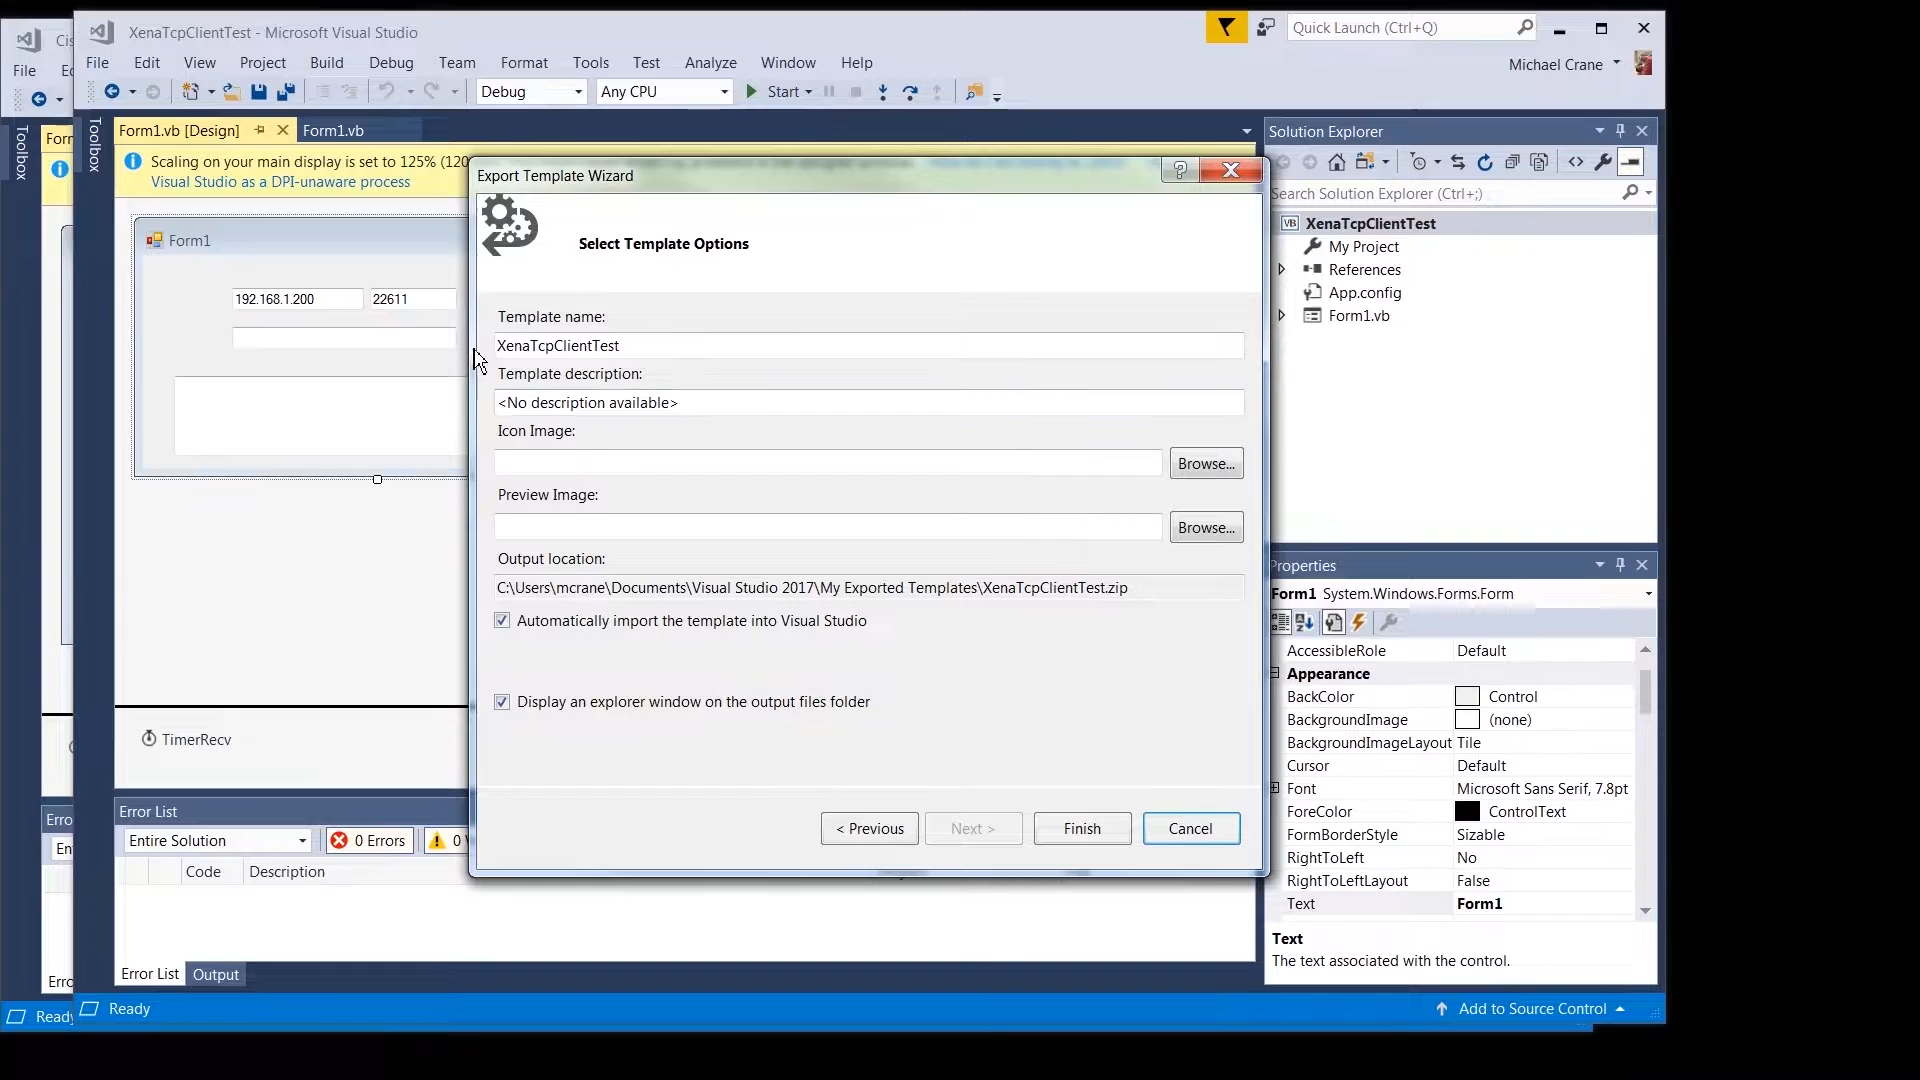 XenaTcpClientTest - Microsoft Visual Studio
Quick Launch (Ctrl+Q)
File Edit View Project Build Debug Team Format Tools Test Analyze Window Help
Michael Crane
File
Debug Any CPU Start
Toolbox
Toolbox
Form1.vb [Design] Form1.vb
Scaling on your main display is set to 125% (120
Visual Studio as a DPI-unaware process
Form1
192.168.1.200 22611
TimerRecv
Export Template Wizard
Select Template Options
Template name:
XenaTcpClientTest
Template description:
<No description available>
Icon Image:
Browse...
Preview Image:
Browse...
Output location:
C:\Users\mcrane\Documents\Visual Studio 2017\My Exported Templates\XenaTcpClientTest.zip
Automatically import the template into Visual Studio
Display an explorer window on the output files folder
< Previous Next > Finish Cancel
Solution Explorer
Search Solution Explorer (Ctrl+;)
VB XenaTcpClientTest
My Project
References
App.config
Form1.vb
Properties
Form1 System.Windows.Forms.Form
AccessibleRole Default
Appearance
BackColor Control
BackgroundImage (none)
BackgroundImageLayout Tile
Cursor Default
Font Microsoft Sans Serif, 7.8pt
ForeColor ControlText
FormBorderStyle Sizable
RightToLeft No
RightToLeftLayout False
Text Form1
Text
The text associated with the control.
Error List
Entire Solution 0 Errors 0
Code Description
Error List Output
Ready
Ready
Add to Source Control